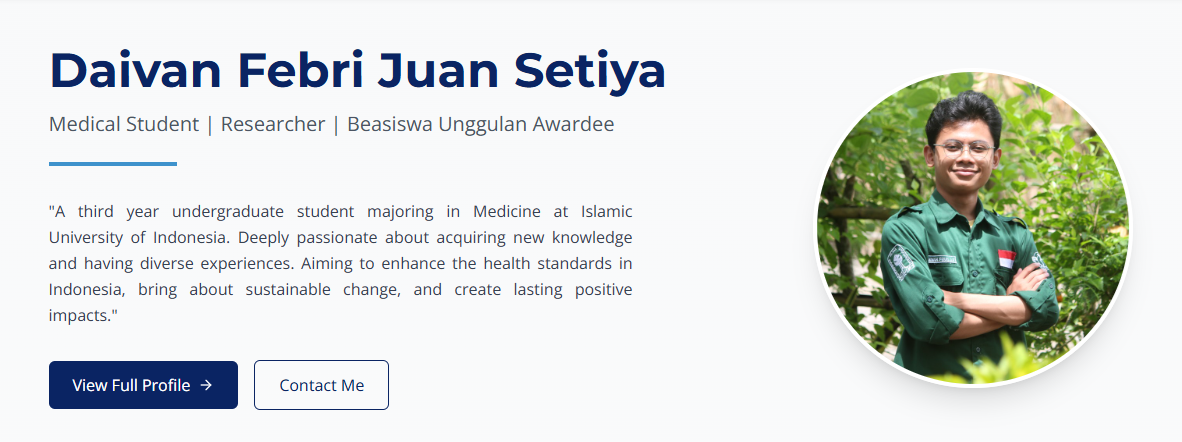 Daivan Febri Juan Setiya
Medical Student | Researcher | Beasiswa Unggulan Awardee
"A third year undergraduate student majoring in Medicine at Islamic
University of Indonesia. Deeply passionate about acquiring new knowledge
and having diverse experiences. Aiming to enhance the health standards in
Indonesia, bring about sustainable change, and create lasting positive
impacts."
View Full Profile →
Contact Me